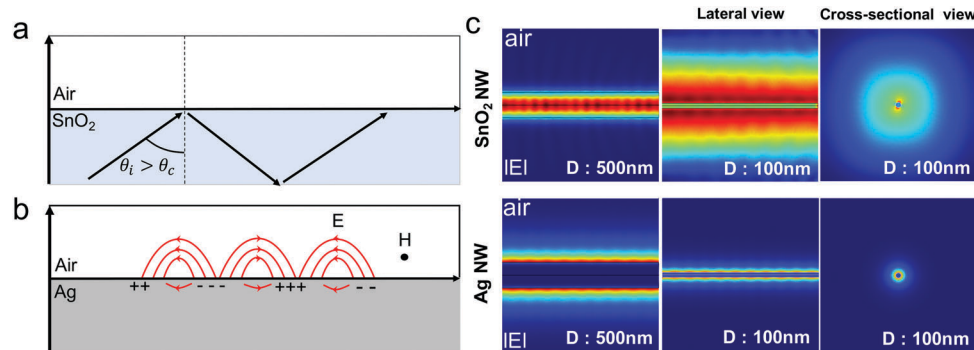 a
Air
SnO₂
θᵢ > θ꜀
b
E
H
Air
Ag
++
- - -
+++
- -
c
Lateral view
Cross-sectional view
SnO₂ NW
air
|E|
D : 500nm
D : 100nm
D : 100nm
Ag NW
air
|E|
D : 500nm
D : 100nm
D : 100nm